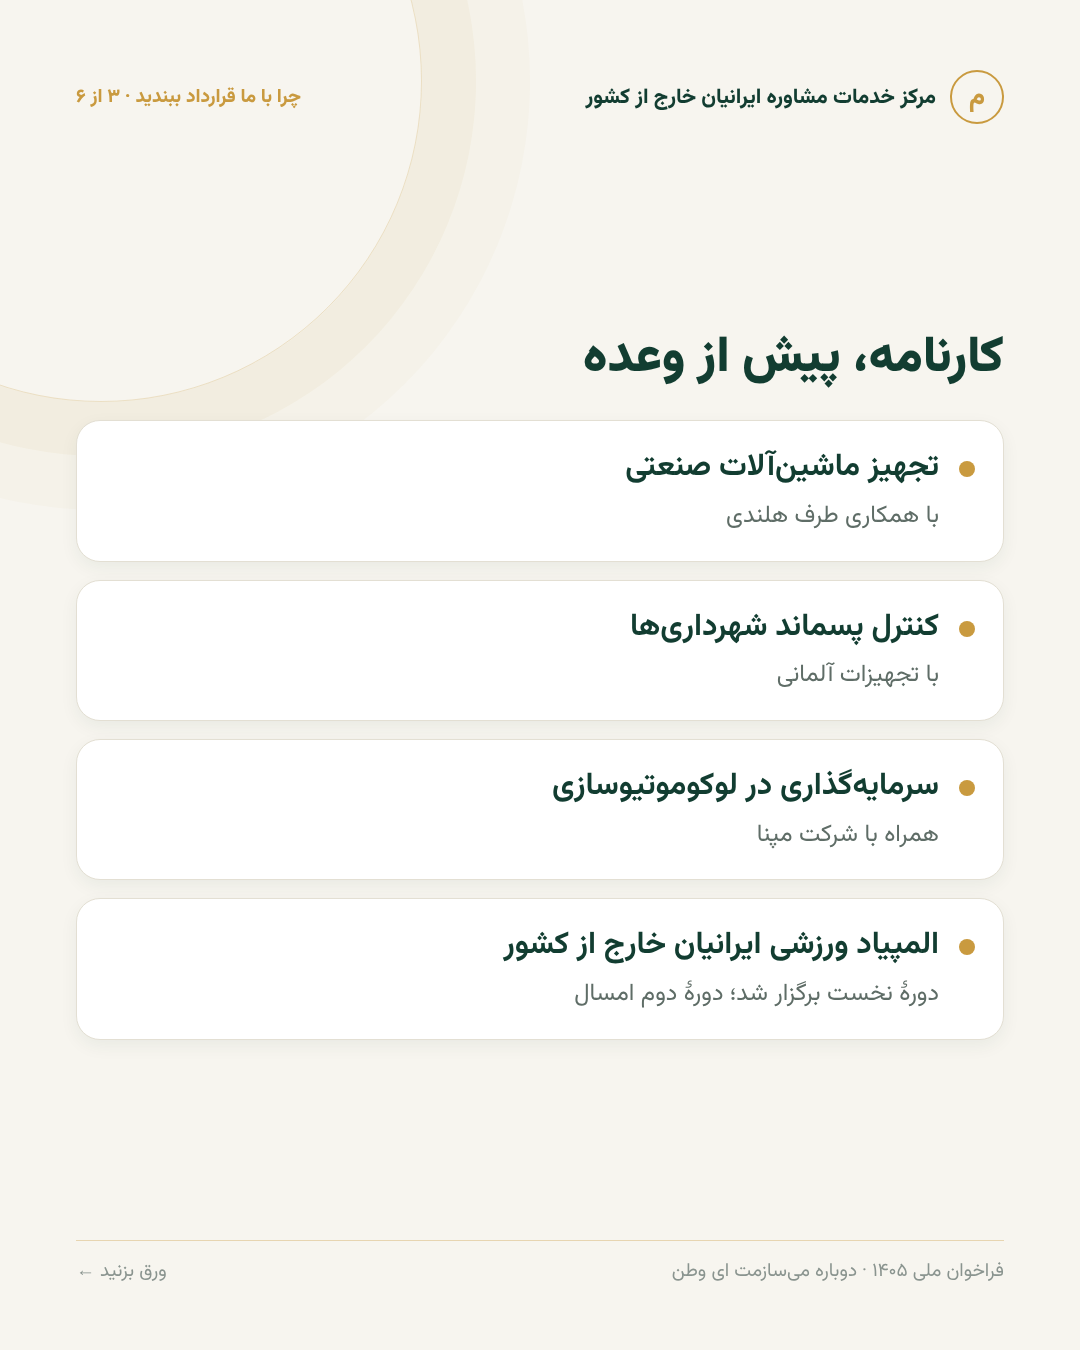 م
مرکز خدمات مشاوره ایرانیان خارج از کشور
چرا با ما قرارداد ببندید · ۳ از ۶
کارنامه، پیش از وعده
تجهیز ماشین‌آلات صنعتی
با همکاری طرف هلندی
کنترل پسماند شهرداری‌ها
با تجهیزات آلمانی
سرمایه‌گذاری در لوکوموتیوسازی
همراه با شرکت مپنا
المپیاد ورزشی ایرانیان خارج از کشور
دورهٔ نخست برگزار شد؛ دورهٔ دوم امسال
فراخوان ملی ۱۴۰۵ · دوباره می‌سازمت ای وطن
ورق بزنید ←